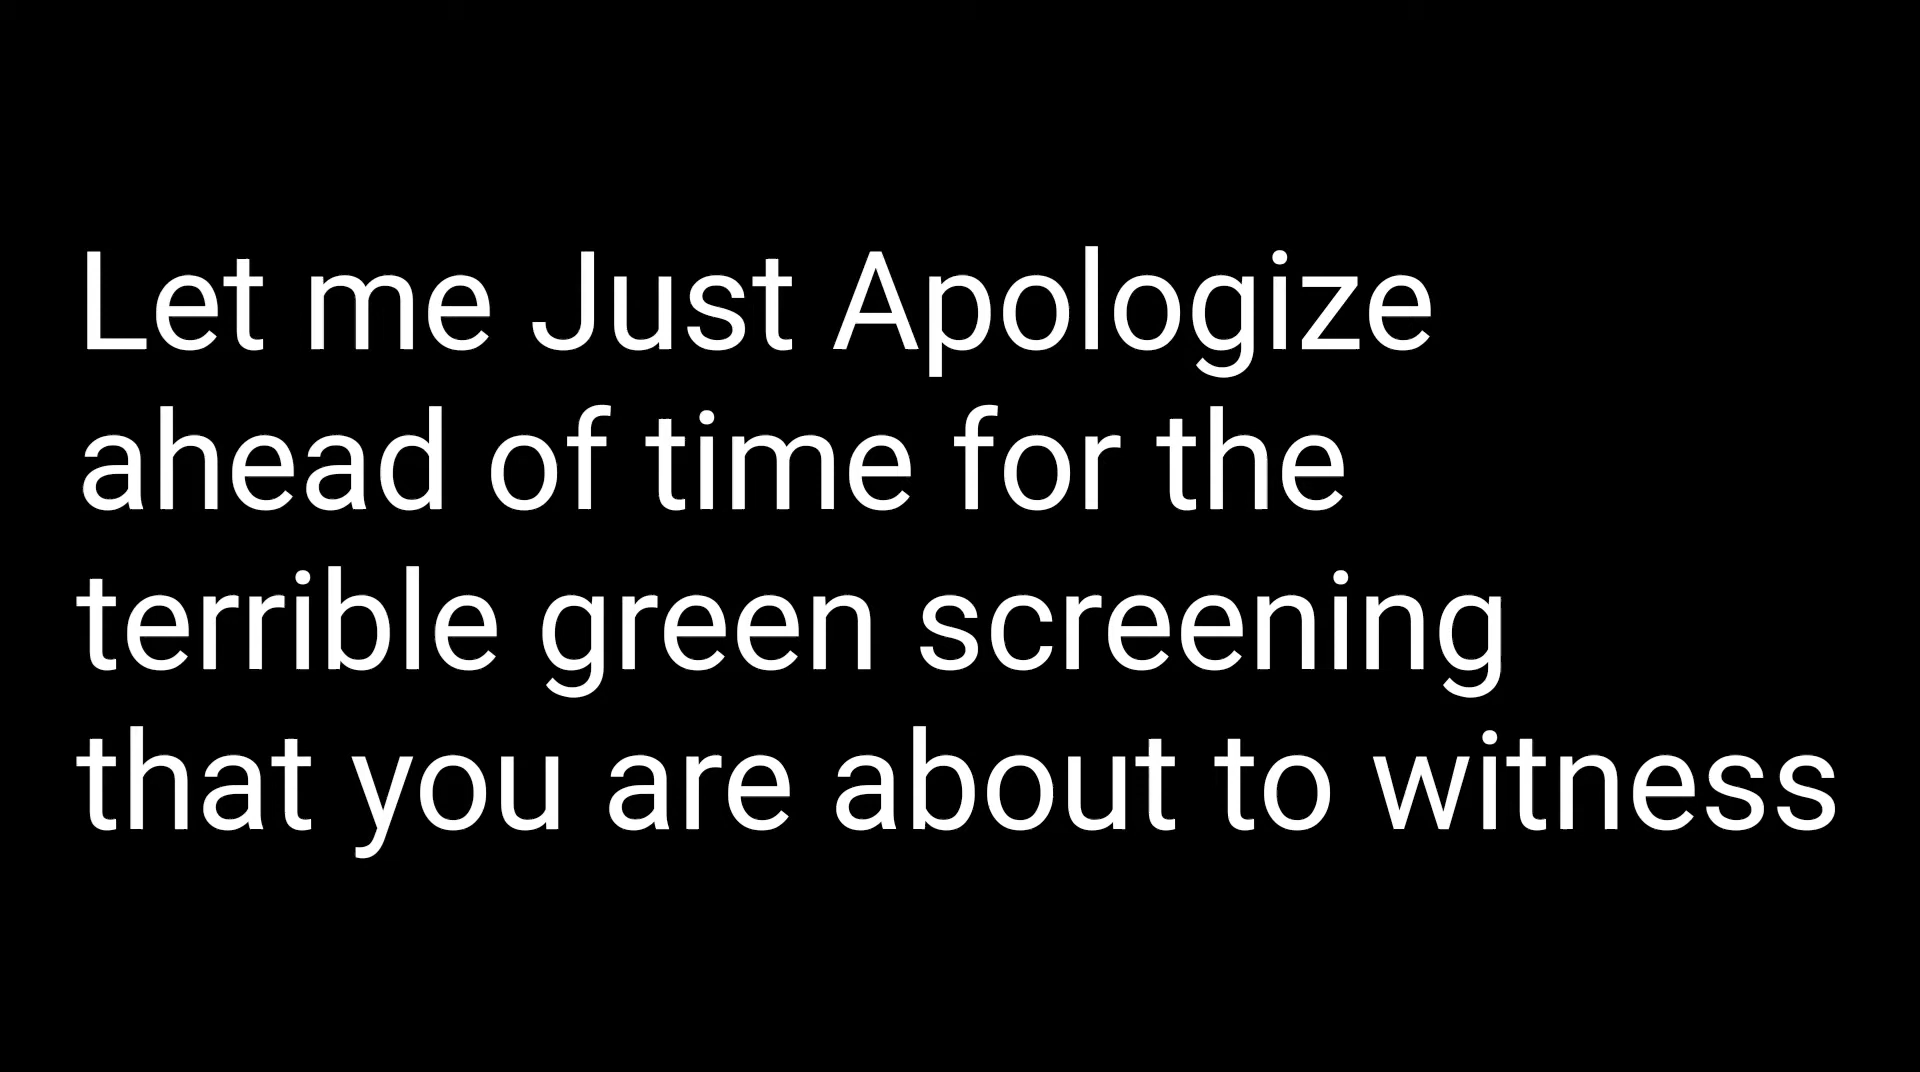 Let me Just Apologize
ahead of time for the
terrible green screening
that you are about to witness